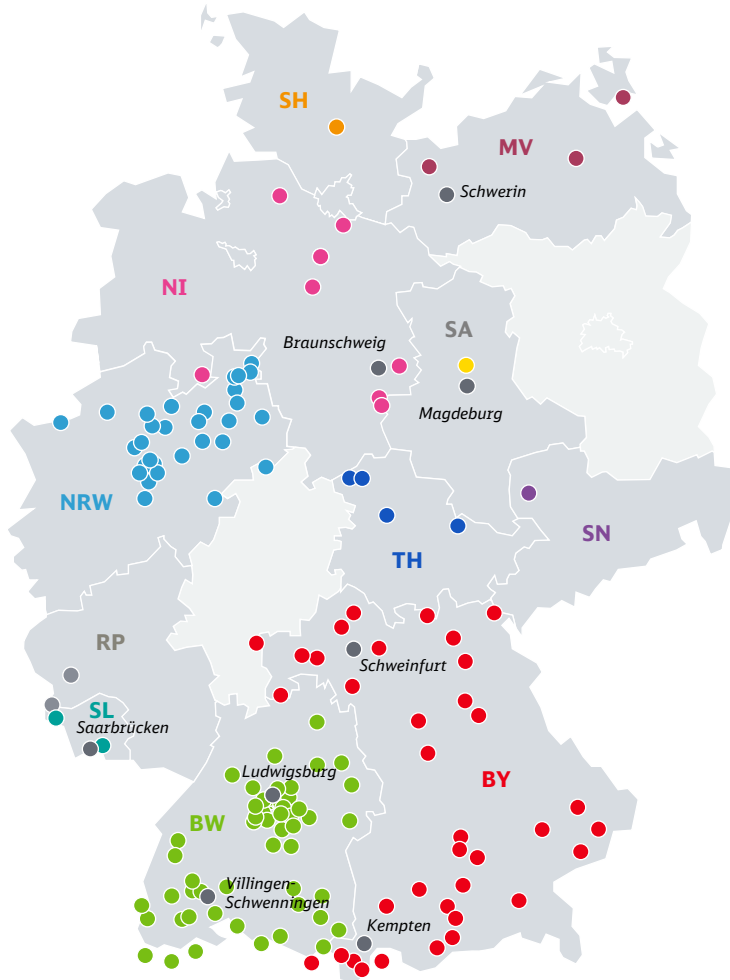 SH
MV
Schwerin
NI
SA
Braunschweig
Magdeburg
NRW
SN
TH
RP
Schweinfurt
SL
Saarbrücken
Ludwigsburg
BY
BW
Villingen-
Schwenningen
Kempten